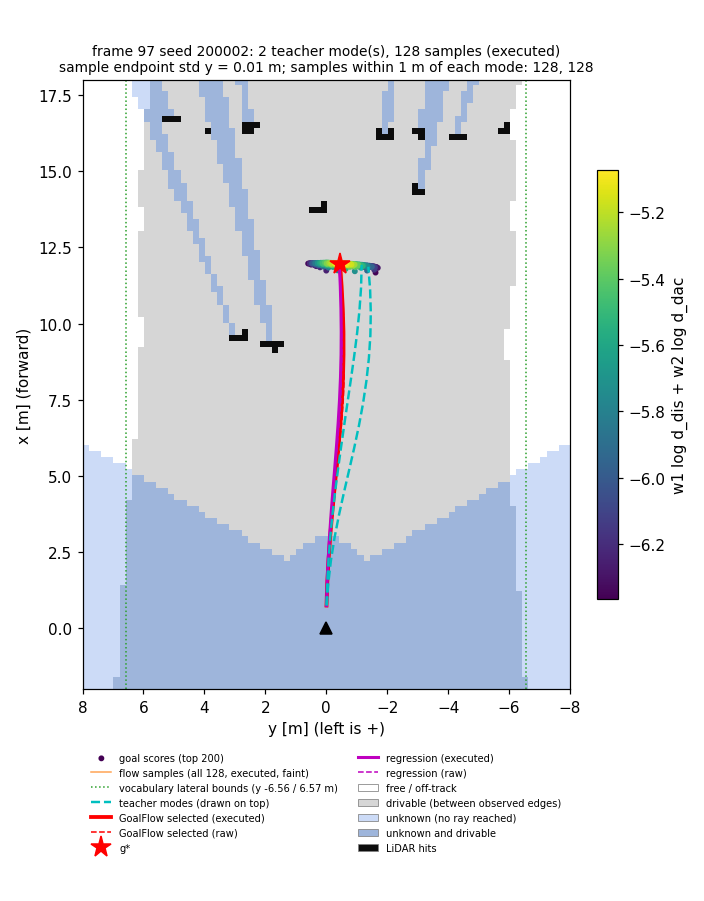 frame 97 seed 200002: 2 teacher mode(s), 128 samples (executed)
sample endpoint std y = 0.01 m; samples within 1 m of each mode: 128, 128
17.5
15.0
12.5
10.0
7.5
5.0
2.5
0.0
x [m] (forward)
8
6
4
2
0
−2
−4
−6
−8
y [m] (left is +)
−5.2
−5.4
−5.6
−5.8
−6.0
−6.2
w1 log d_dis + w2 log d_dac
goal scores (top 200)
flow samples (all 128, executed, faint)
vocabulary lateral bounds (y -6.56 / 6.57 m)
teacher modes (drawn on top)
GoalFlow selected (executed)
GoalFlow selected (raw)
g*
regression (executed)
regression (raw)
free / off-track
drivable (between observed edges)
unknown (no ray reached)
unknown and drivable
LiDAR hits